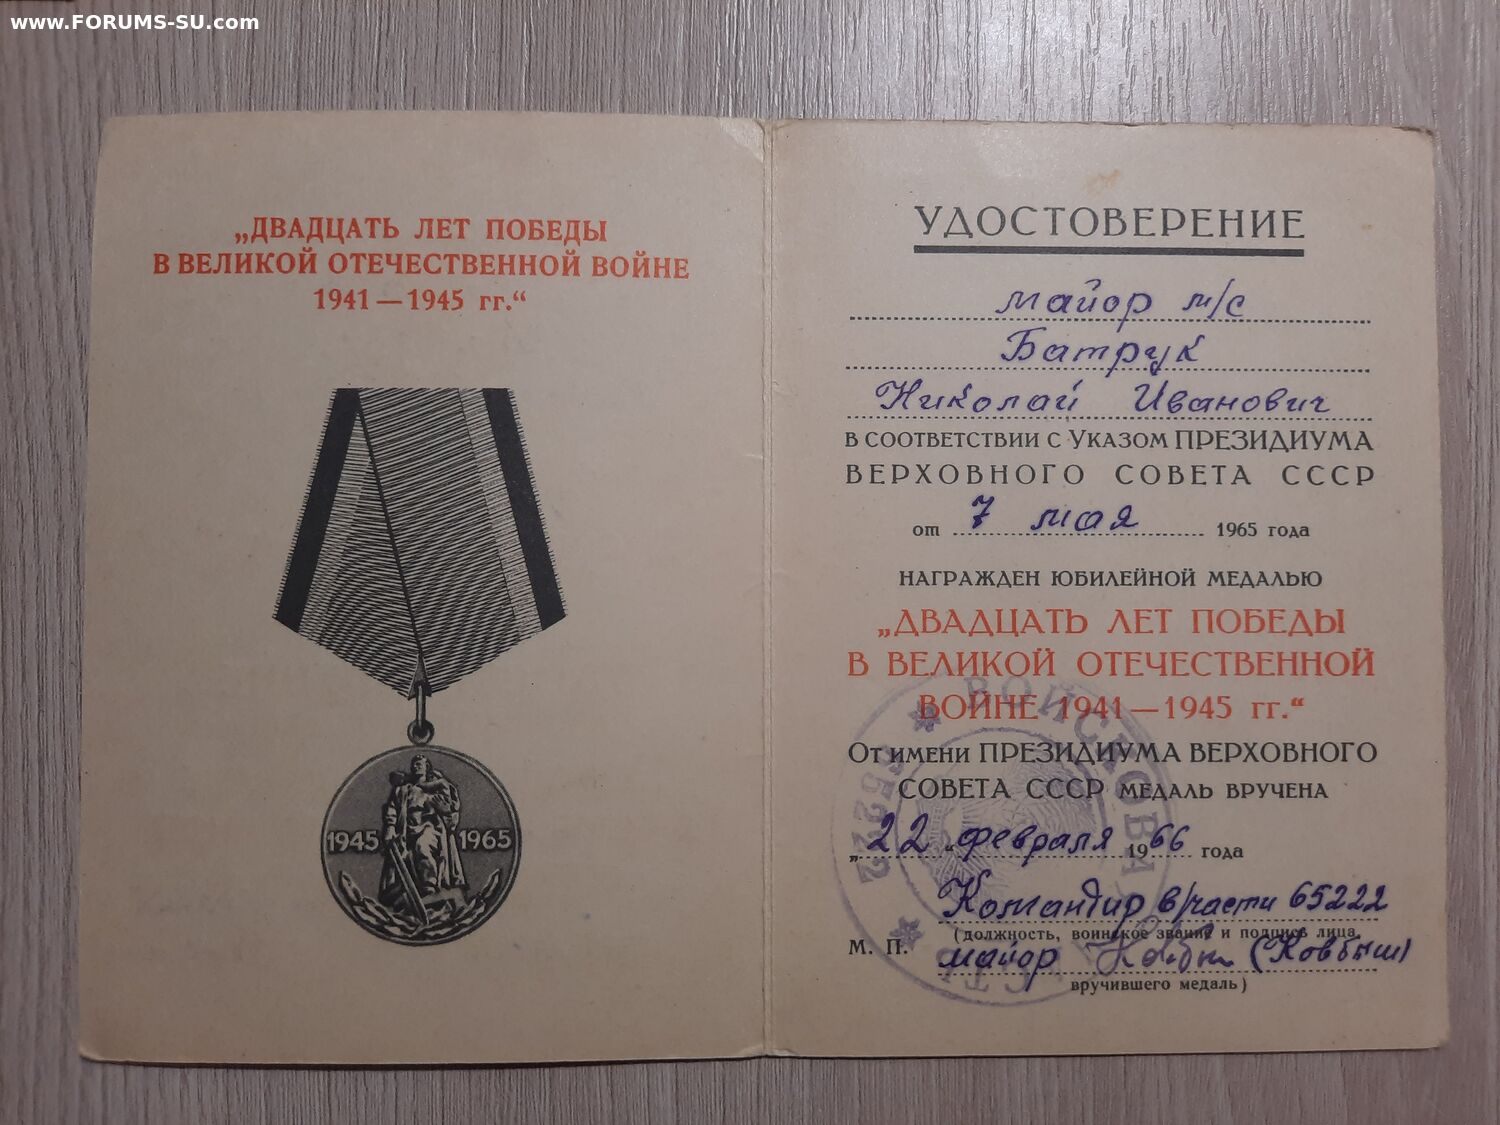 www.FORUMS-SU.com
„ДВАДЦАТЬ ЛЕТ ПОБЕДЫ
В ВЕЛИКОЙ ОТЕЧЕСТВЕННОЙ ВОЙНЕ
1941—1945 гг.“
1945 1965
УДОСТОВЕРЕНИЕ
майор м/с
Батрук
Николай Иванович
В СООТВЕТСТВИИ С УКАЗОМ ПРЕЗИДИУМА
ВЕРХОВНОГО СОВЕТА СССР
от 7 мая 1965 года
НАГРАЖДЕН ЮБИЛЕЙНОЙ МЕДАЛЬЮ
„ДВАДЦАТЬ ЛЕТ ПОБЕДЫ
В ВЕЛИКОЙ ОТЕЧЕСТВЕННОЙ
ВОЙНЕ 1941—1945 гг.“
ОТ ИМЕНИ ПРЕЗИДИУМА ВЕРХОВНОГО
СОВЕТА СССР МЕДАЛЬ ВРУЧЕНА
„22“ февраля 1966 года
Командир в/части 65222
(должность, воинское звание и подпись лица,
М. П. майор (Ковбыш)
вручившего медаль)
ВОЙСКОВАЯ ЧАСТЬ 65222